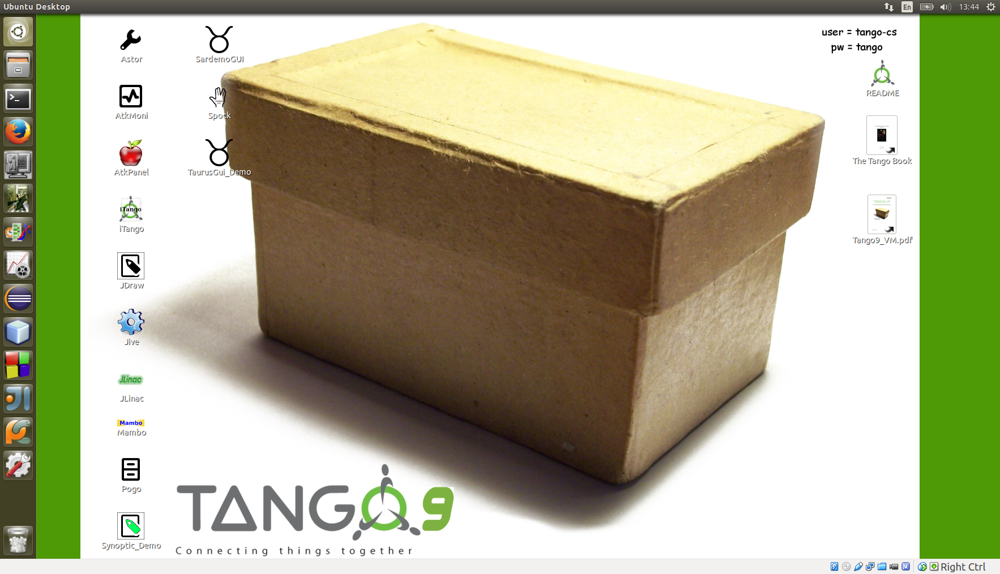 Ubuntu Desktop
En
13:44
user = tango-cs
pw = tango
Astor
SardemoGUI
README
AtkMoni
Spock
The Tango Book
AtkPanel
TaurusGui_Demo
Tango9_VM.pdf
iTango
iTango
JDraw
Jive
JLinac
JLinac
Mambo
Mambo
Pogo
Synoptic_Demo
TANGO 9
Connecting things together
Right Ctrl